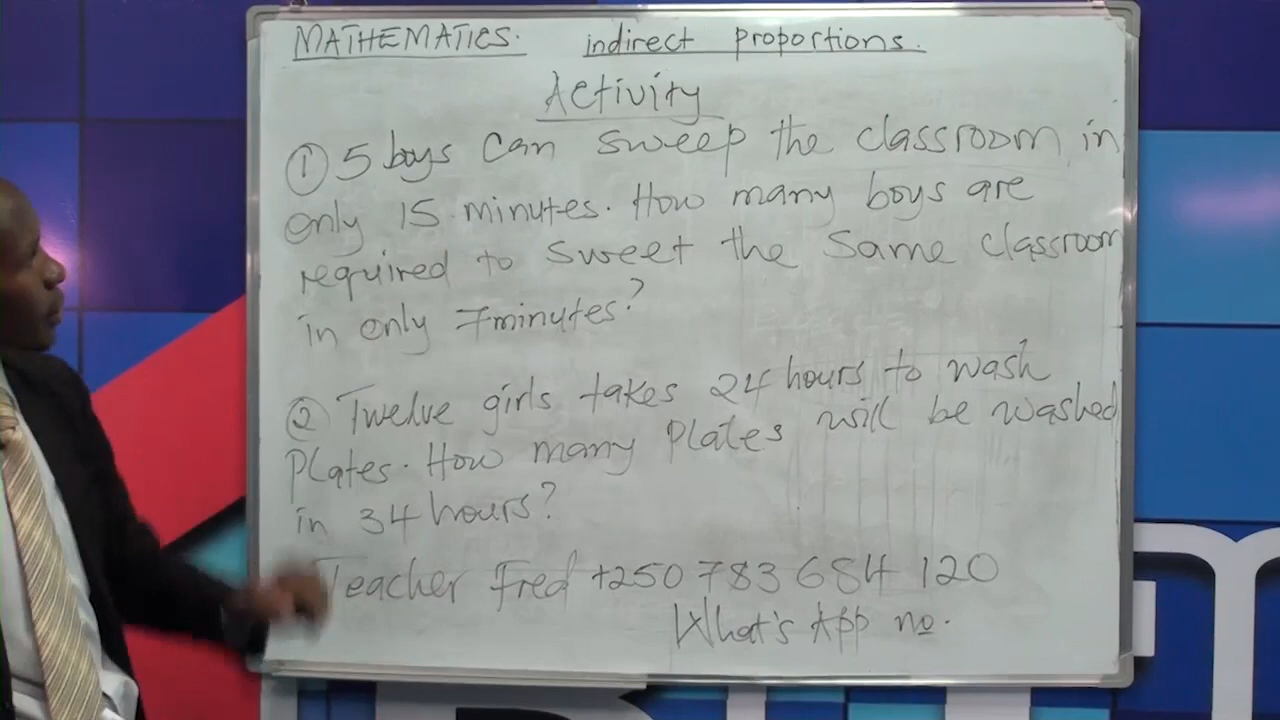 MATHEMATICS. indirect proportions.
Activity
① 5 boys can sweep the classroom in
only 15 minutes. How many boys are
required to sweet the same classroom
in only 7minutes?
② Twelve girls takes 24 hours to wash
plates. How many plates will be washed
in 34 hours?
Teacher Fred +250 783 684 120
What's App no.